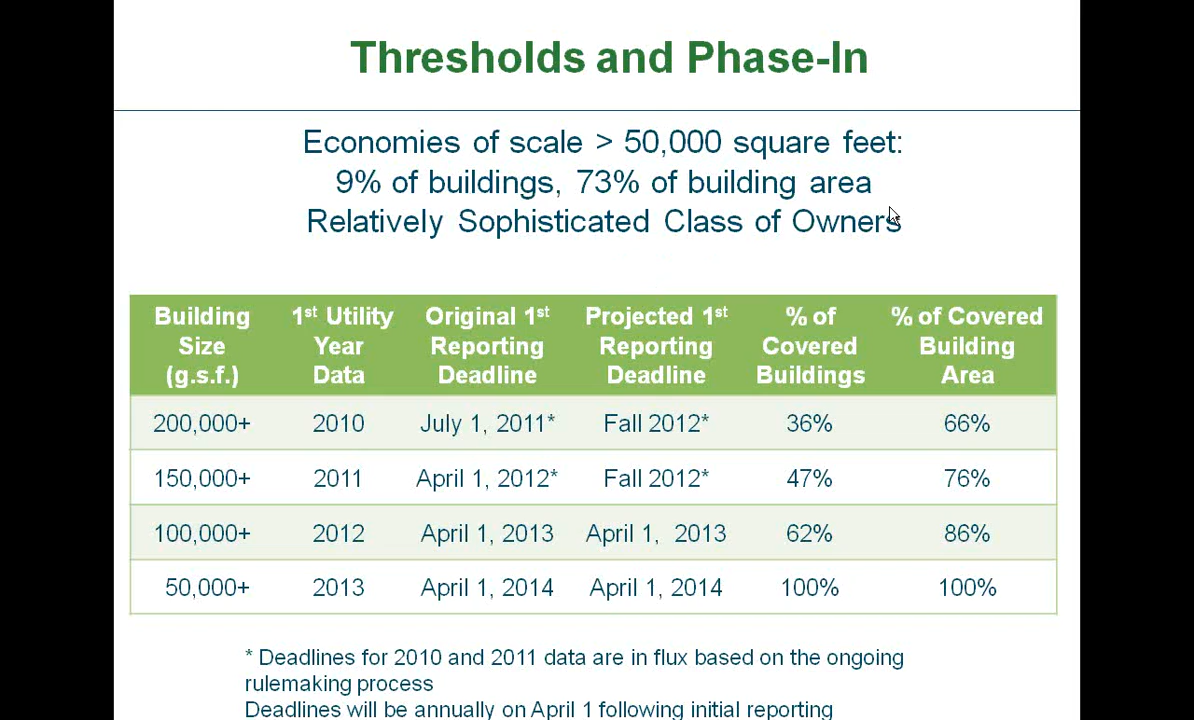 Thresholds and Phase-In
Economies of scale > 50,000 square feet:
9% of buildings, 73% of building area
Relatively Sophisticated Class of Owners
Building Size (g.s.f.) 1st Utility Year Data Original 1st Reporting Deadline Projected 1st Reporting Deadline % of Covered Buildings % of Covered Building Area
200,000+ 2010 July 1, 2011* Fall 2012* 36% 66%
150,000+ 2011 April 1, 2012* Fall 2012* 47% 76%
100,000+ 2012 April 1, 2013 April 1, 2013 62% 86%
50,000+ 2013 April 1, 2014 April 1, 2014 100% 100%
* Deadlines for 2010 and 2011 data are in flux based on the ongoing
rulemaking process
Deadlines will be annually on April 1 following initial reporting